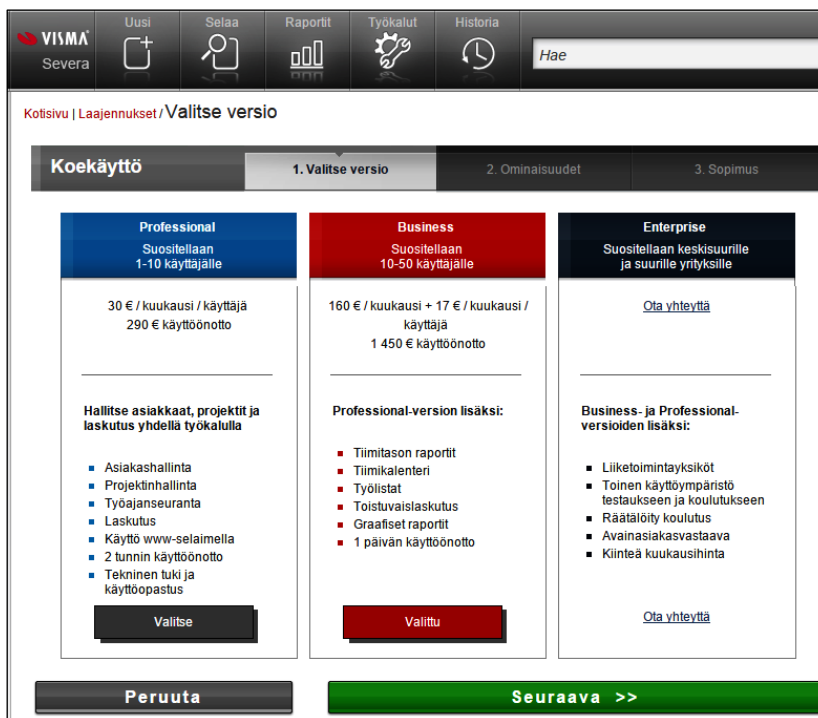 Uusi
Selaa
Raportit
Työkalut
Historia
VISMA
Severa
Hae
Kotisivu | Laajennukset / Valitse versio
Koekäyttö
1. Valitse versio
2. Ominaisuudet
3. Sopimus
Professional
Suositellaan
1-10 käyttäjälle
30 € / kuukausi / käyttäjä
290 € käyttöönotto
Hallitse asiakkaat, projektit ja
laskutus yhdellä työkalulla
Asiakashallinta
Projektinhallinta
Työajanseuranta
Laskutus
Käyttö www-selaimella
2 tunnin käyttöönotto
Tekninen tuki ja
käyttöopastus
Valitse
Business
Suositellaan
10-50 käyttäjälle
160 € / kuukausi + 17 € / kuukausi /
käyttäjä
1 450 € käyttöönotto
Professional-version lisäksi:
Tiimitason raportit
Tiimikalenteri
Työlistat
Toistuvaislaskutus
Graafiset raportit
1 päivän käyttöönotto
Valittu
Enterprise
Suositellaan keskisuurille
ja suurille yrityksille
Ota yhteyttä
Business- ja Professional-
versioiden lisäksi:
Liiketoimintayksiköt
Toinen käyttöympäristö
testaukseen ja koulutukseen
Räätälöity koulutus
Avainasiakasvastaava
Kiinteä kuukausihinta
Ota yhteyttä
Peruuta
Seuraava >>